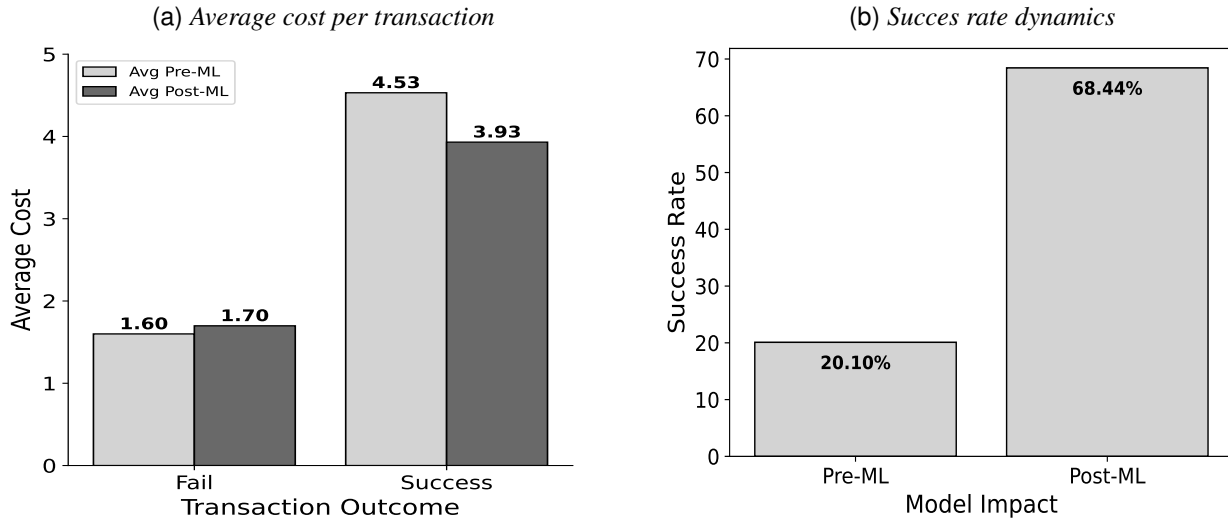 (a) Average cost per transaction
5
4
3
2
1
0
Average Cost
Avg Pre-ML
Avg Post-ML
1.60
1.70
4.53
3.93
Fail
Success
Transaction Outcome
(b) Succes rate dynamics
70
60
50
40
30
20
10
0
Success Rate
20.10%
68.44%
Pre-ML
Post-ML
Model Impact